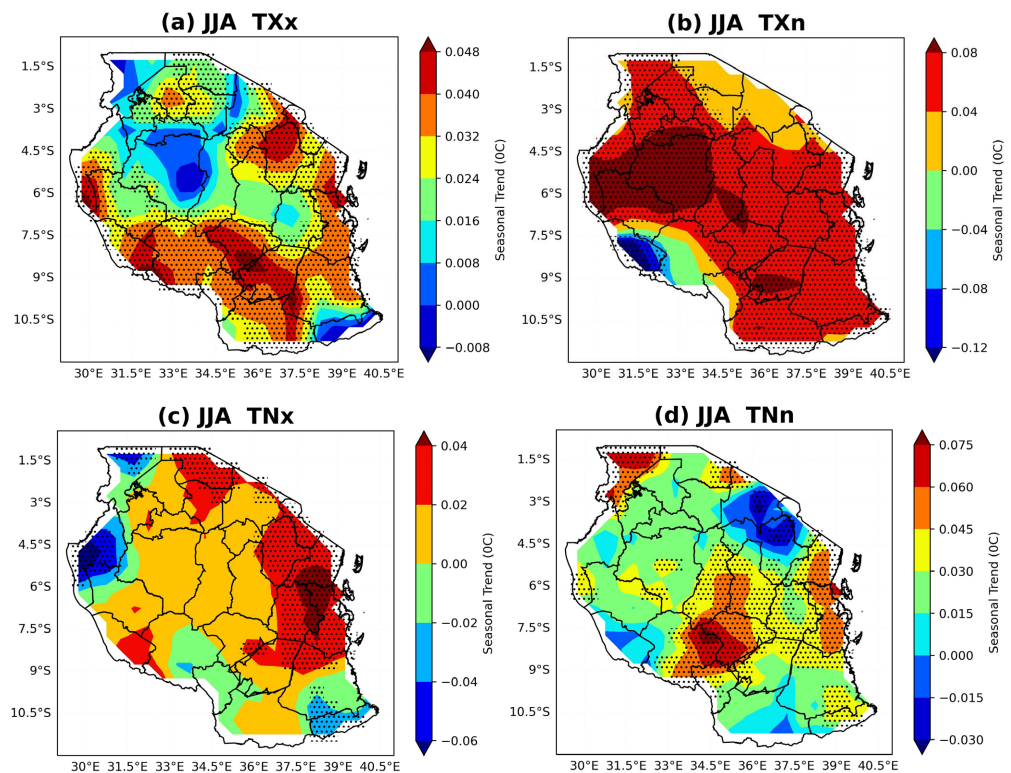 (a) JJA TXx
1.5°S
3°S
4.5°S
6°S
7.5°S
9°S
10.5°S
30°E 31.5°E 33°E 34.5°E 36°E 37.5°E 39°E 40.5°E
0.048
0.040
0.032
0.024
0.016
0.008
0.000
−0.008
Seasonal Trend (0C)
(b) JJA TXn
1.5°S
3°S
4.5°S
6°S
7.5°S
9°S
10.5°S
30°E 31.5°E 33°E 34.5°E 36°E 37.5°E 39°E 40.5°E
0.08
0.04
0.00
−0.04
−0.08
−0.12
Seasonal Trend (0C)
(c) JJA TNx
1.5°S
3°S
4.5°S
6°S
7.5°S
9°S
10.5°S
30°E 31.5°E 33°E 34.5°E 36°E 37.5°E 39°E 40.5°E
0.04
0.02
0.00
−0.02
−0.04
−0.06
Seasonal Trend (0C)
(d) JJA TNn
1.5°S
3°S
4.5°S
6°S
7.5°S
9°S
10.5°S
30°E 31.5°E 33°E 34.5°E 36°E 37.5°E 39°E 40.5°E
0.075
0.060
0.045
0.030
0.015
0.000
−0.015
−0.030
Seasonal Trend (0C)